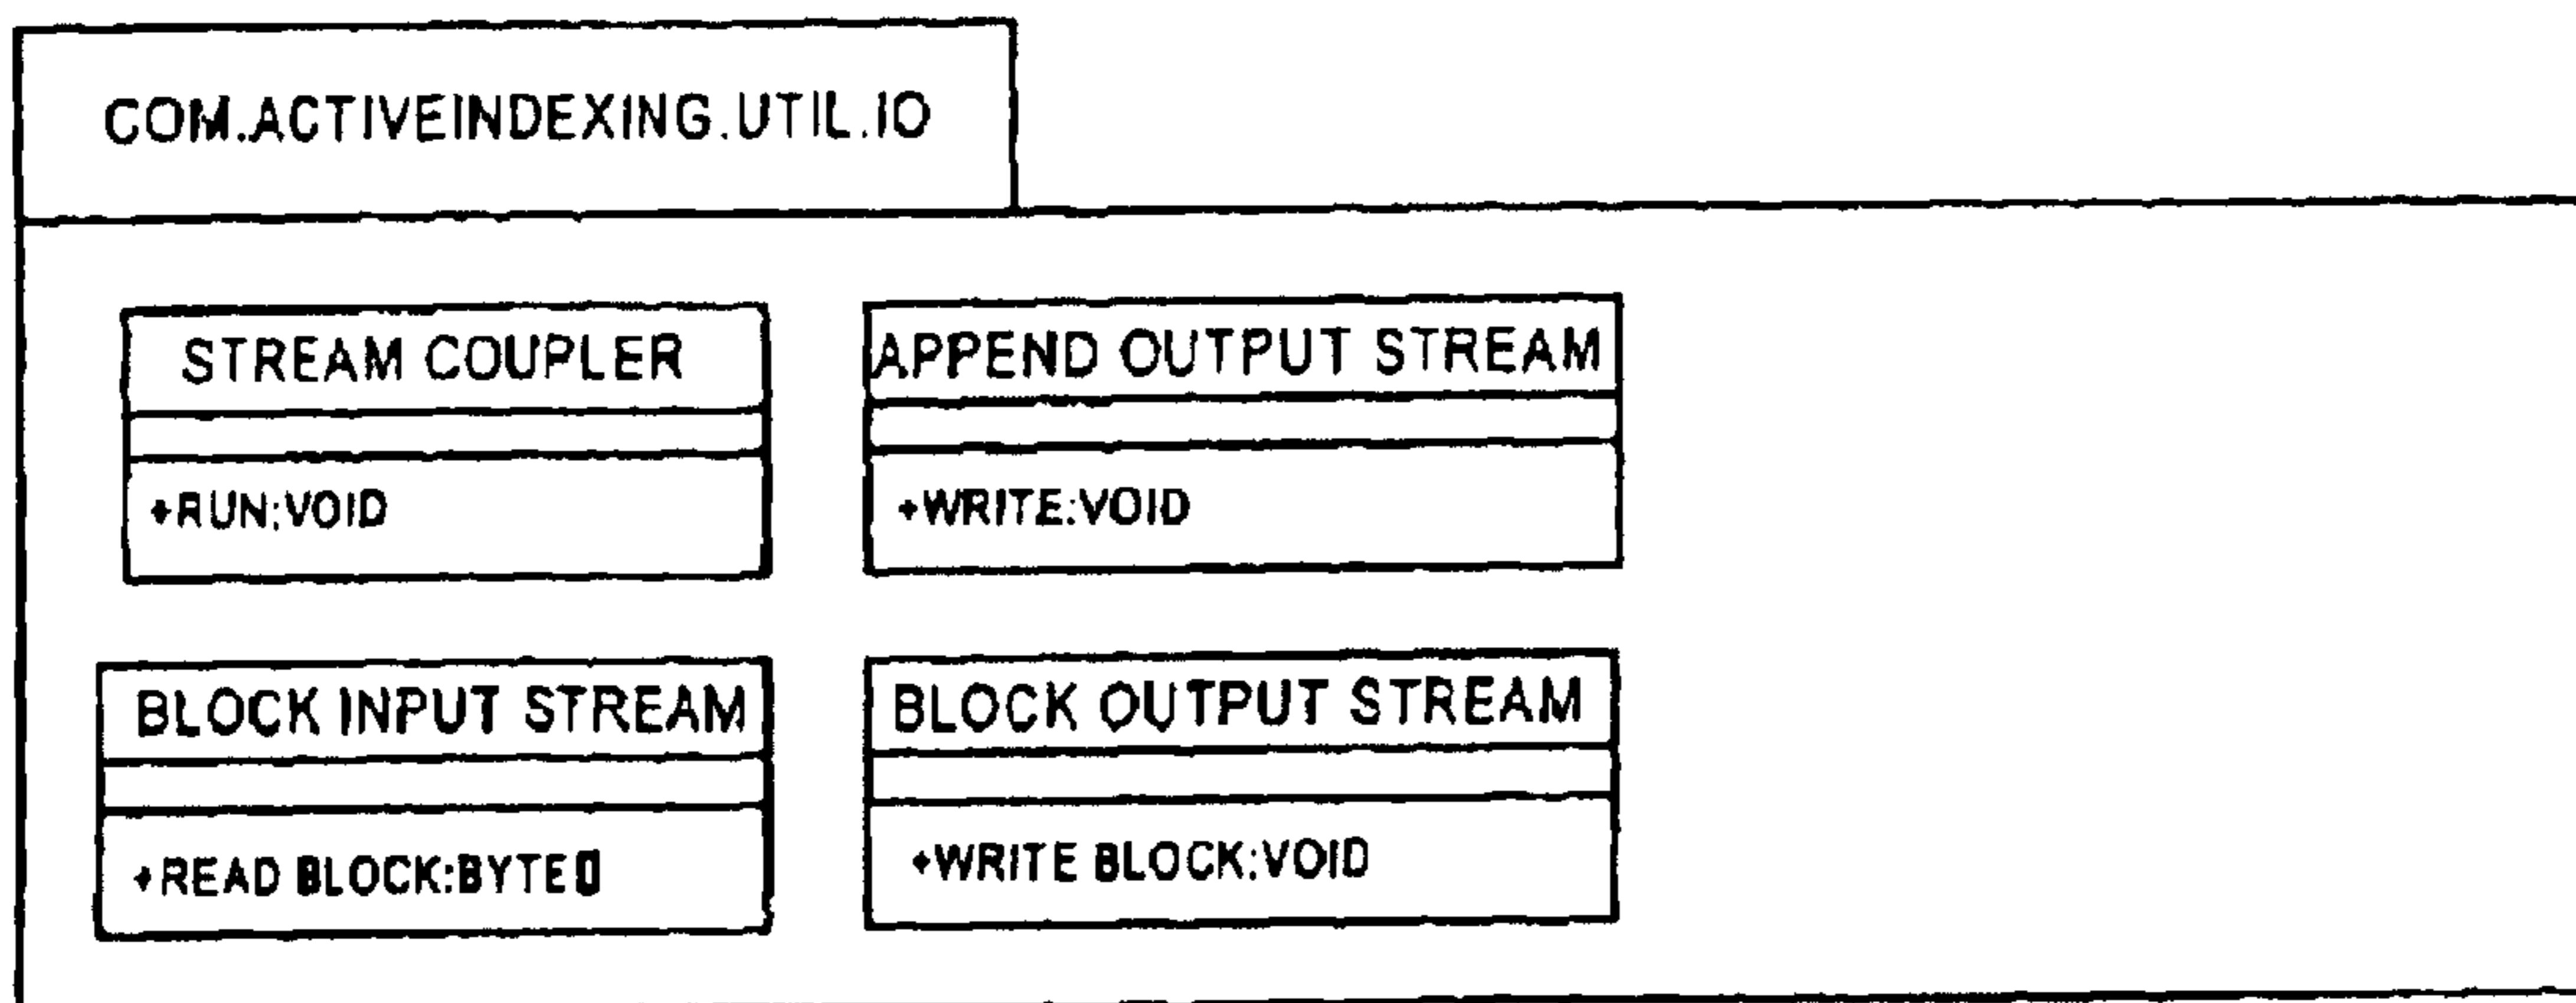 COM.ACTIVEINDEXING.UTIL.IO
STREAM COUPLER
+RUN:VOID
APPEND OUTPUT STREAM
+WRITE:VOID
BLOCK INPUT STREAM
+READ BLOCK:BYTE[]
BLOCK OUTPUT STREAM
+WRITE BLOCK:VOID